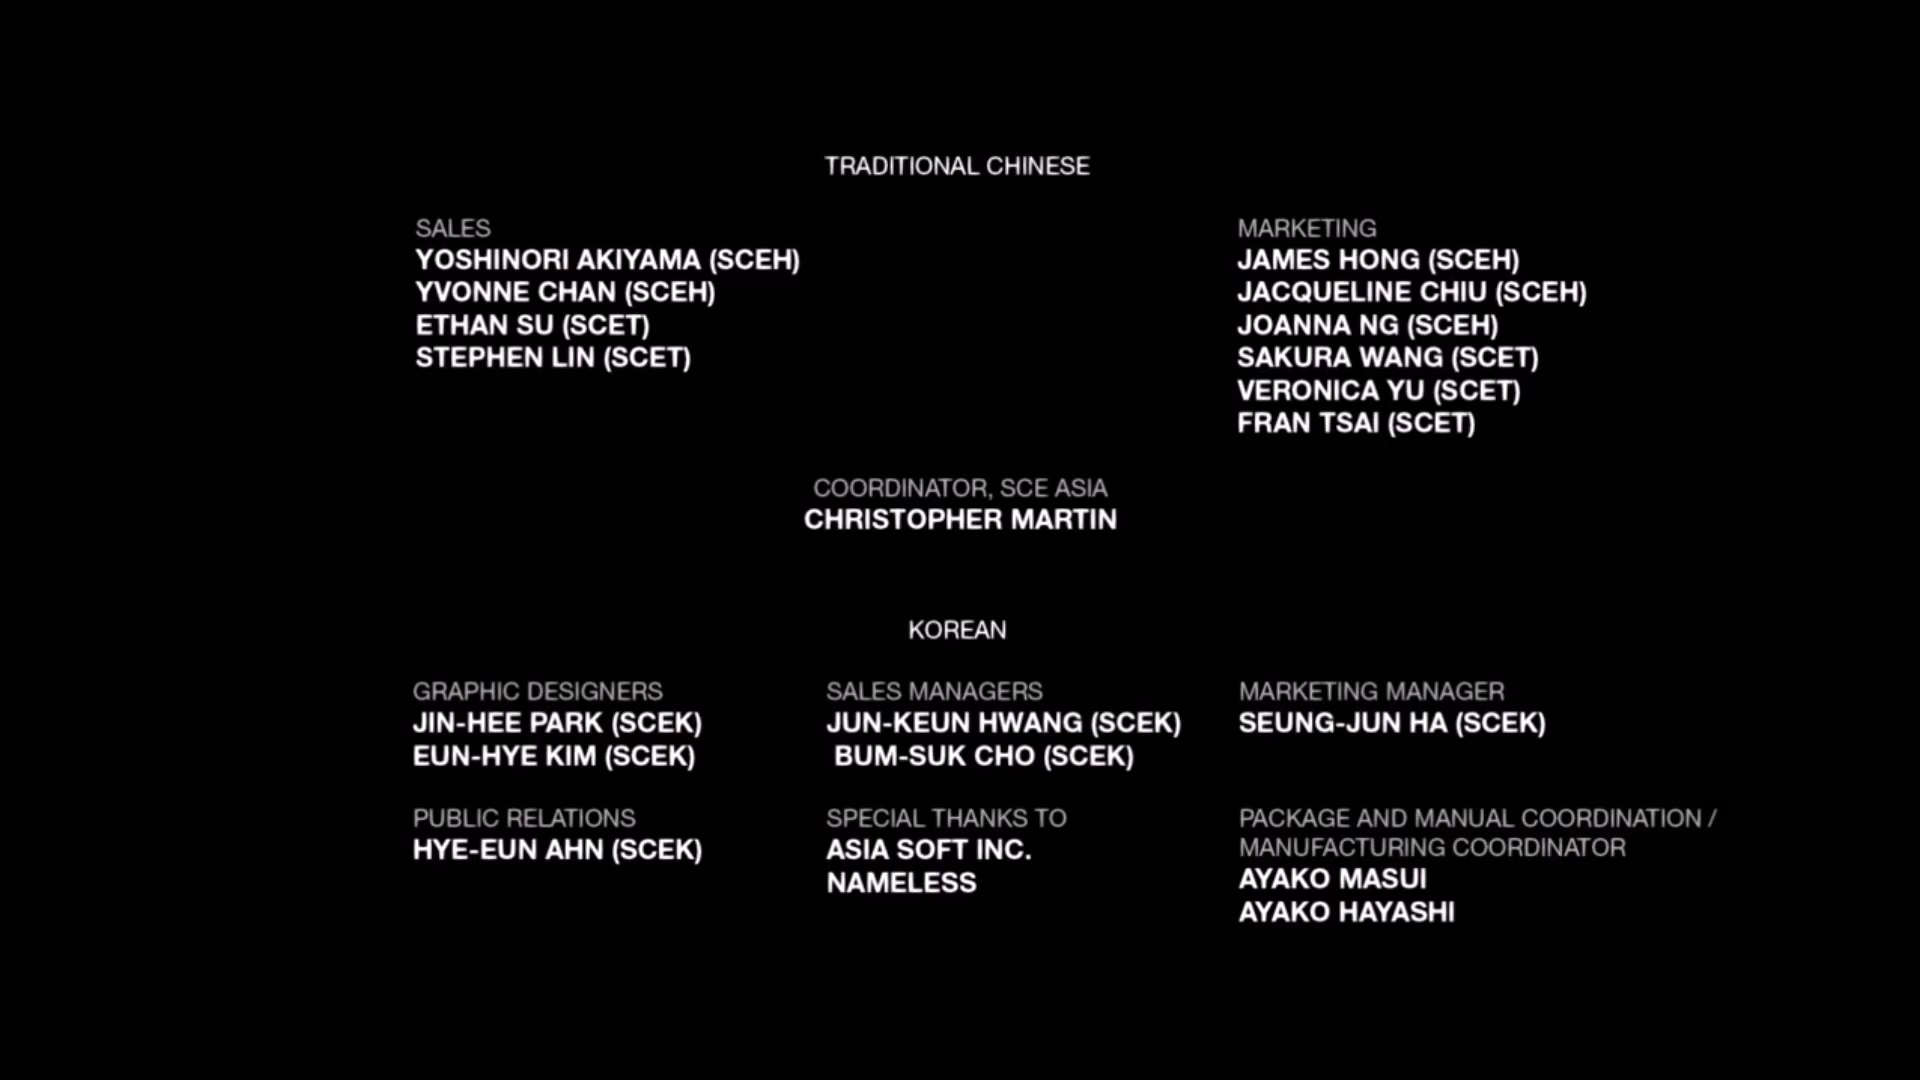 TRADITIONAL CHINESE
SALES
YOSHINORI AKIYAMA (SCEH)
YVONNE CHAN (SCEH)
ETHAN SU (SCET)
STEPHEN LIN (SCET)
MARKETING
JAMES HONG (SCEH)
JACQUELINE CHIU (SCEH)
JOANNA NG (SCEH)
SAKURA WANG (SCET)
VERONICA YU (SCET)
FRAN TSAI (SCET)
COORDINATOR, SCE ASIA
CHRISTOPHER MARTIN
KOREAN
GRAPHIC DESIGNERS
JIN-HEE PARK (SCEK)
EUN-HYE KIM (SCEK)
SALES MANAGERS
JUN-KEUN HWANG (SCEK)
BUM-SUK CHO (SCEK)
MARKETING MANAGER
SEUNG-JUN HA (SCEK)
PUBLIC RELATIONS
HYE-EUN AHN (SCEK)
SPECIAL THANKS TO
ASIA SOFT INC.
NAMELESS
PACKAGE AND MANUAL COORDINATION /
MANUFACTURING COORDINATOR
AYAKO MASUI
AYAKO HAYASHI